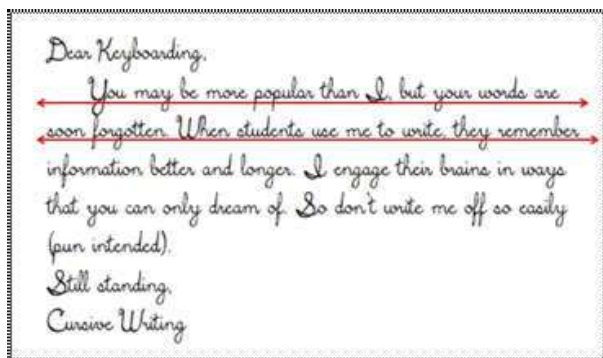 Dear Keyboarding,
You may be more popular than I, but your words are
soon forgotten. When students use me to write, they remember
information better and longer. I engage their brains in ways
that you can only dream of. So don't write me off so easily
(pun intended).
Still standing,
Cursive Writing